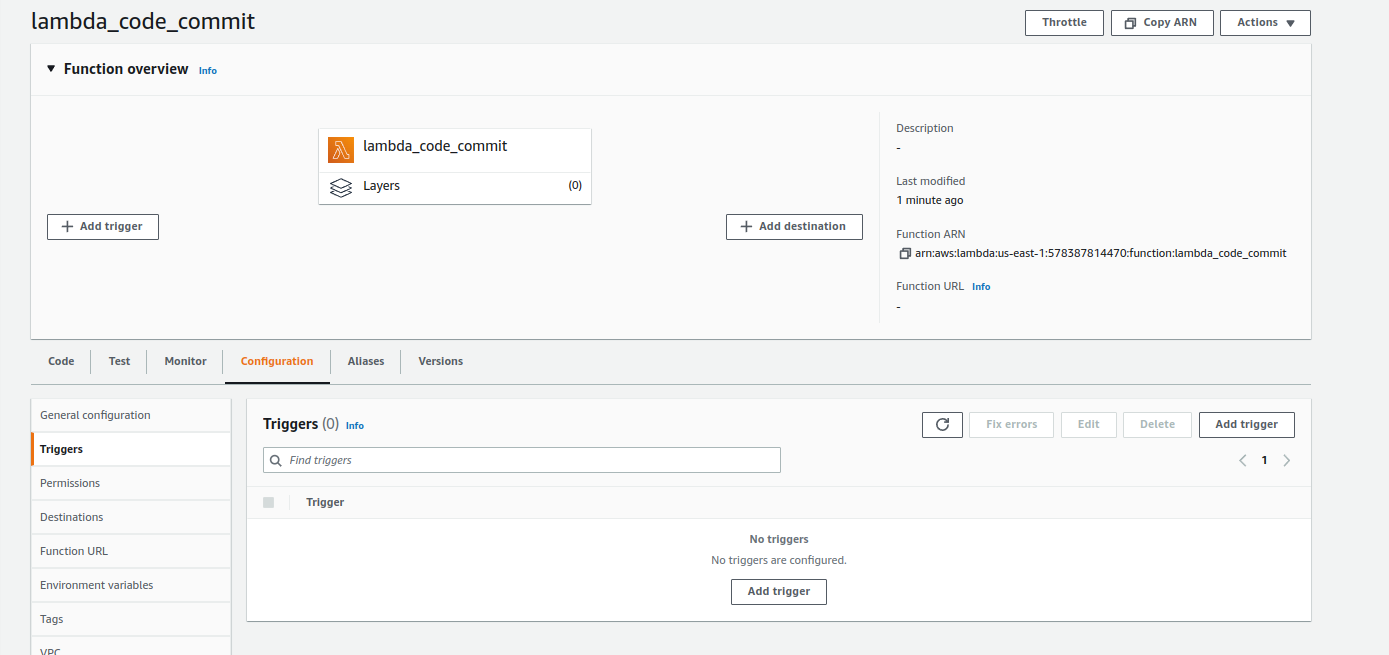 lambda_code_commit
Throttle
Copy ARN
Actions
Function overview Info
lambda_code_commit
Layers (0)
Add trigger
Add destination
Description
-
Last modified
1 minute ago
Function ARN
arn:aws:lambda:us-east-1:578387814470:function:lambda_code_commit
Function URL Info
-
Code
Test
Monitor
Configuration
Aliases
Versions
General configuration
Triggers
Permissions
Destinations
Function URL
Environment variables
Tags
VPC
Triggers (0) Info
Fix errors
Edit
Delete
Add trigger
Find triggers
1
Trigger
No triggers
No triggers are configured.
Add trigger